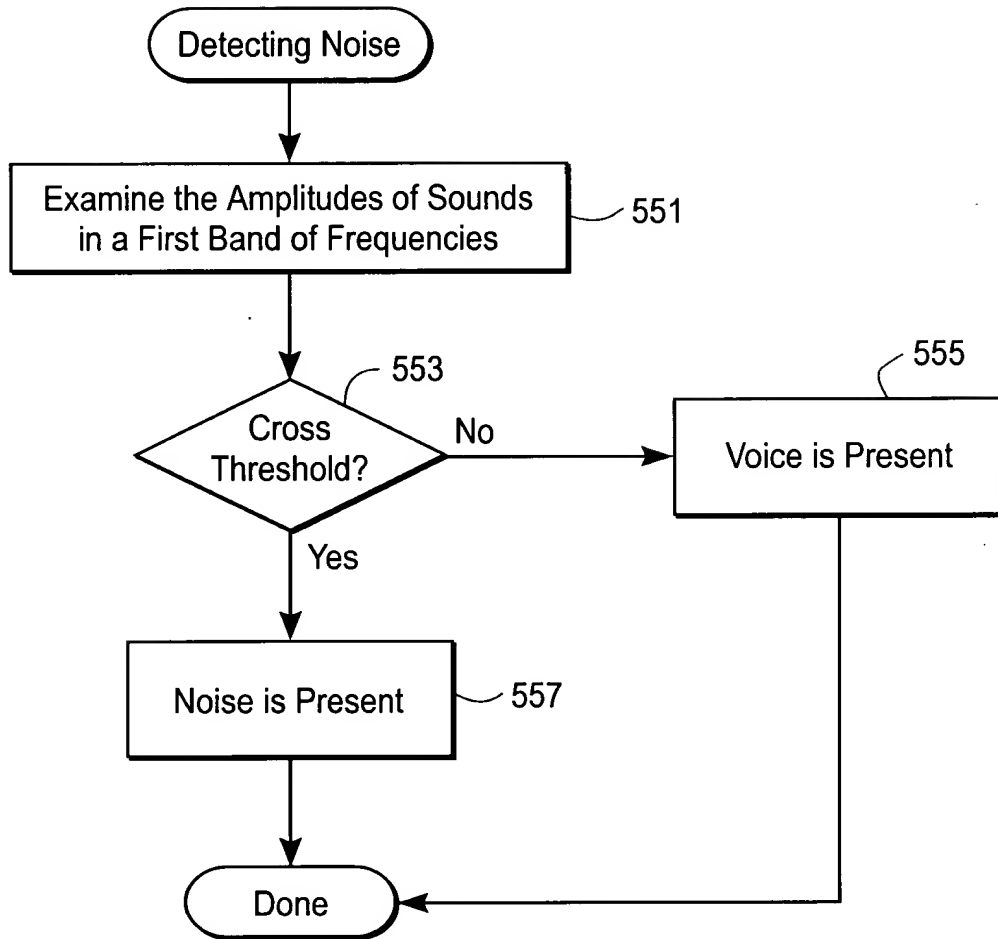 Detecting Noise
Examine the Amplitudes of Sounds
in a First Band of Frequencies
551
553
Cross
Threshold?
No
555
Voice is Present
Yes
Noise is Present
557
Done